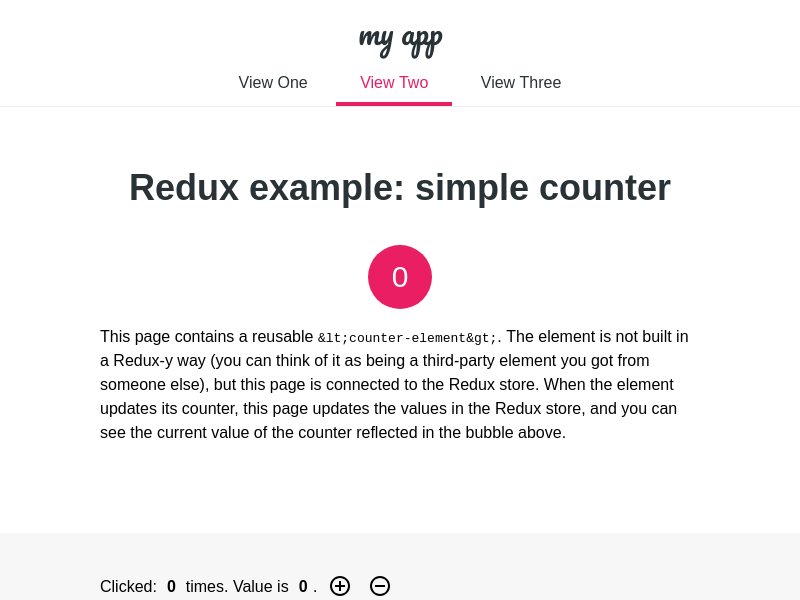 my app
View One View Two View Three
Redux example: simple counter
0
This page contains a reusable &lt;counter-element&gt;. The element is not built in
a Redux-y way (you can think of it as being a third-party element you got from
someone else), but this page is connected to the Redux store. When the element
updates its counter, this page updates the values in the Redux store, and you can
see the current value of the counter reflected in the bubble above.
Clicked: 0 times. Value is 0 .